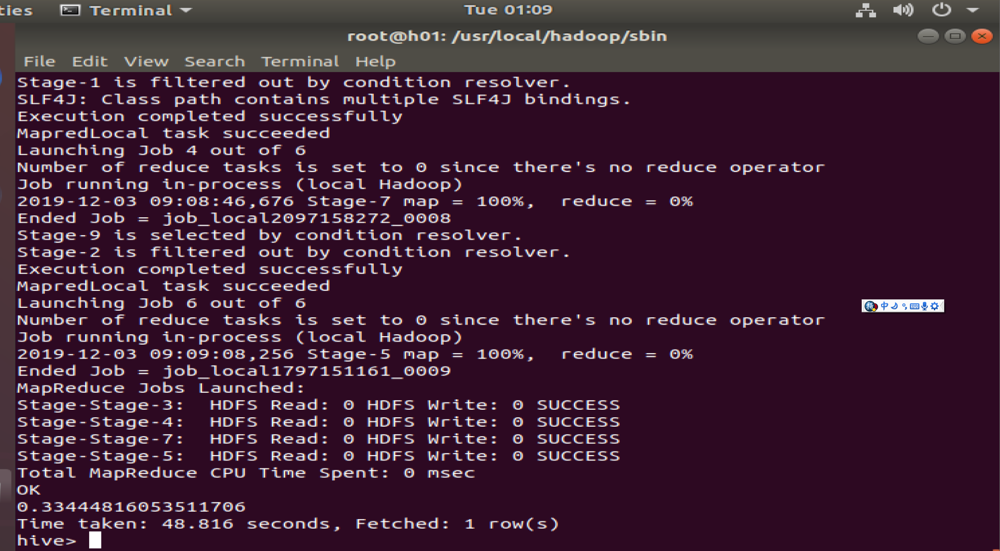 ties Terminal Tue 01:09
root@h01: /usr/local/hadoop/sbin
File Edit View Search Terminal Help
Stage-1 is filtered out by condition resolver.
SLF4J: Class path contains multiple SLF4J bindings.
Execution completed successfully
MapredLocal task succeeded
Launching Job 4 out of 6
Number of reduce tasks is set to 0 since there's no reduce operator
Job running in-process (local Hadoop)
2019-12-03 09:08:46,676 Stage-7 map = 100%,  reduce = 0%
Ended Job = job_local2097158272_0008
Stage-9 is selected by condition resolver.
Stage-2 is filtered out by condition resolver.
Execution completed successfully
MapredLocal task succeeded
Launching Job 6 out of 6
中
Number of reduce tasks is set to 0 since there's no reduce operator
Job running in-process (local Hadoop)
2019-12-03 09:09:08,256 Stage-5 map = 100%,  reduce = 0%
Ended Job = job_local1797151161_0009
MapReduce Jobs Launched:
Stage-Stage-3:  HDFS Read: 0 HDFS Write: 0 SUCCESS
Stage-Stage-4:  HDFS Read: 0 HDFS Write: 0 SUCCESS
Stage-Stage-7:  HDFS Read: 0 HDFS Write: 0 SUCCESS
Stage-Stage-5:  HDFS Read: 0 HDFS Write: 0 SUCCESS
Total MapReduce CPU Time Spent: 0 msec
OK
0.33444816053511706
Time taken: 48.816 seconds, Fetched: 1 row(s)
hive>